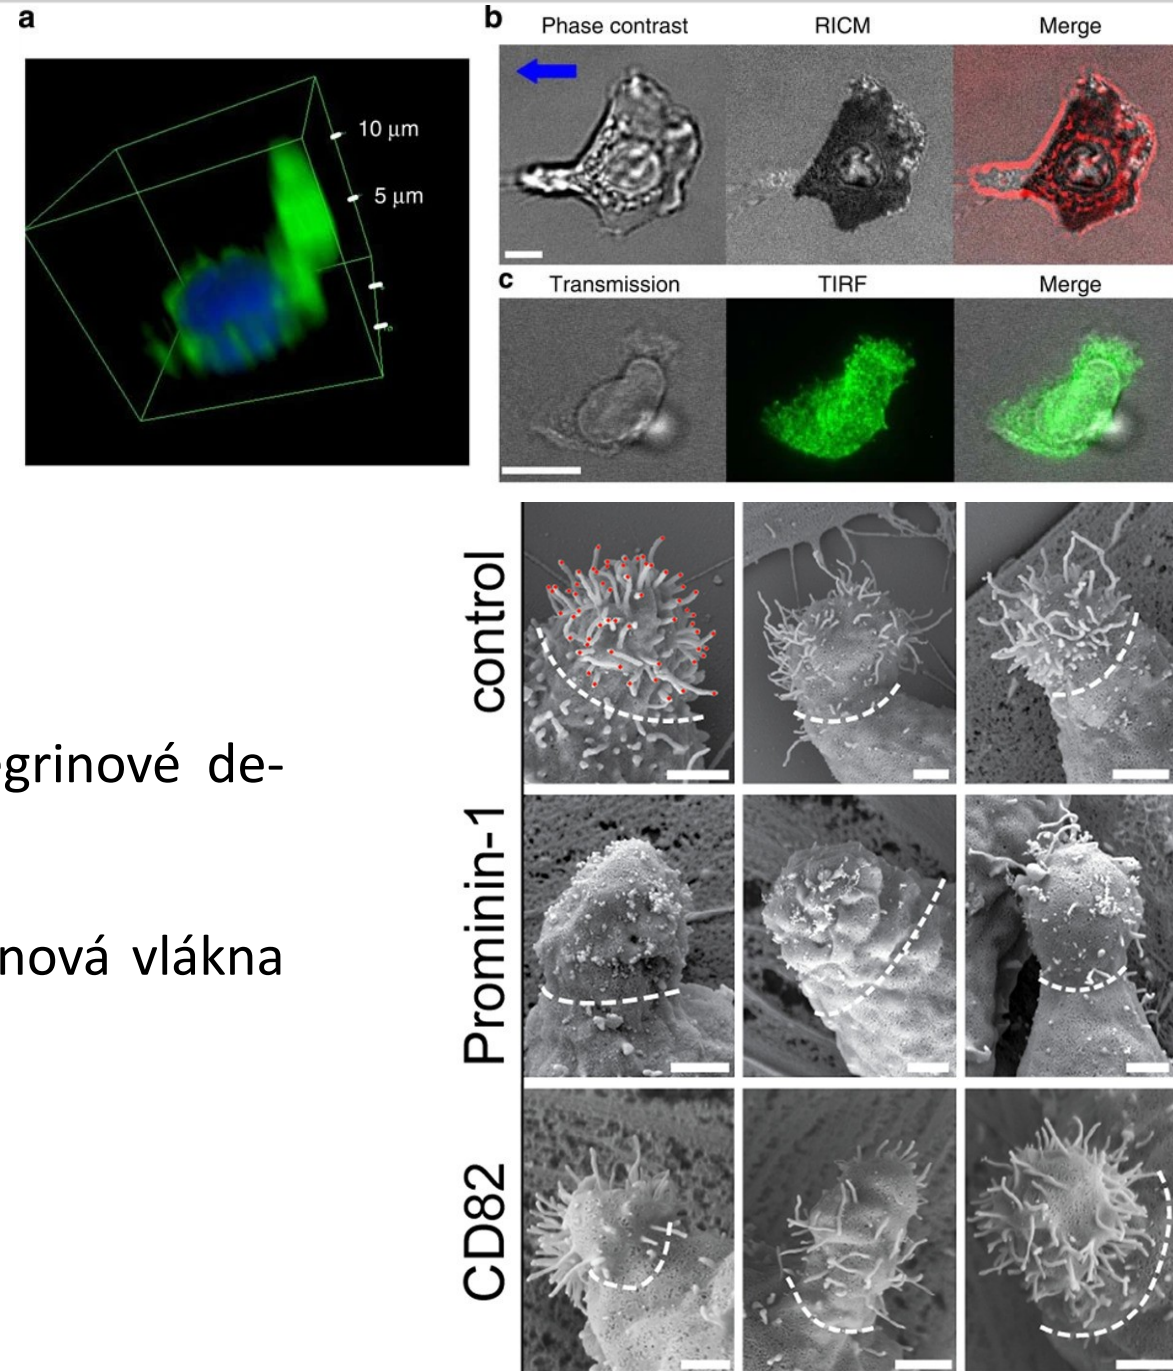 a
10 µm
5 µm
b
Phase contrast RICM Merge
c
Transmission TIRF Merge
control
grinové de-
Prominin-1
nová vlákna
CD82